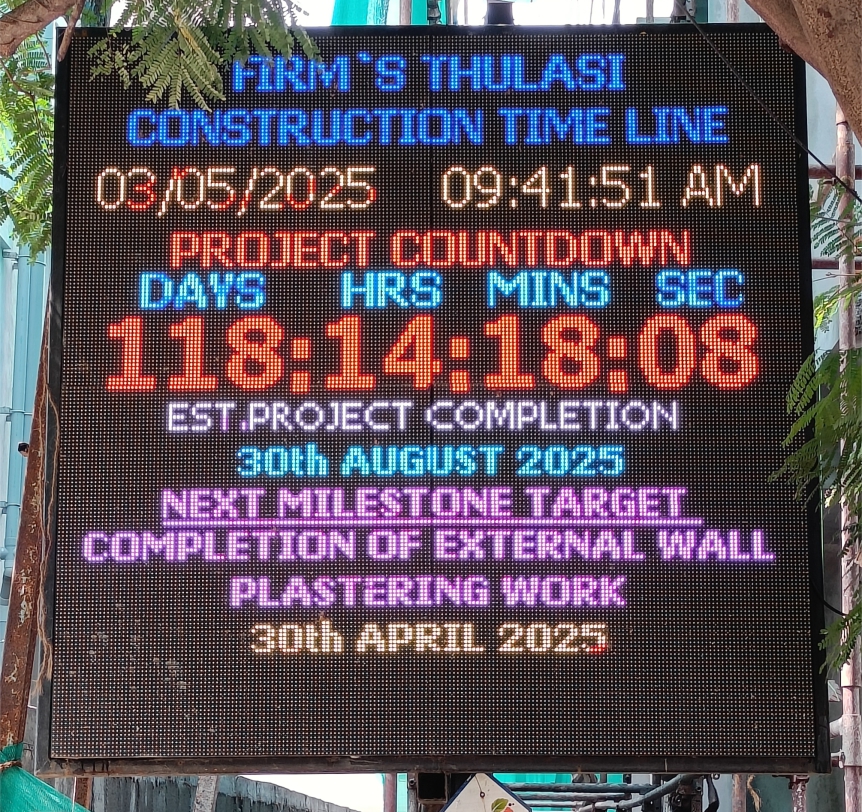 FIRM`S THULASI
CONSTRUCTION TIME LINE
03/05/2025 09:41:51 AM
PROJECT COUNTDOWN
DAYS HRS MINS SEC
118:14:18:08
EST.PROJECT COMPLETION
30th AUGUST 2025
NEXT MILESTONE TARGET
COMPLETION OF EXTERNAL WALL
PLASTERING WORK
30th APRIL 2025